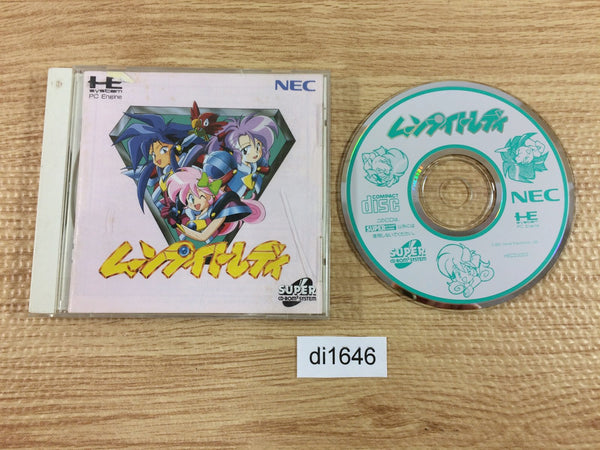 HE
system
PC Engine
NEC
ムーンライトレディ
SUPER
CD-ROM² SYSTEM
ムーンライトレディ
COMPACT
disc
NEC
HE
system
PC Engine
SUPER
CD-ROM² SYSTEM
di1646